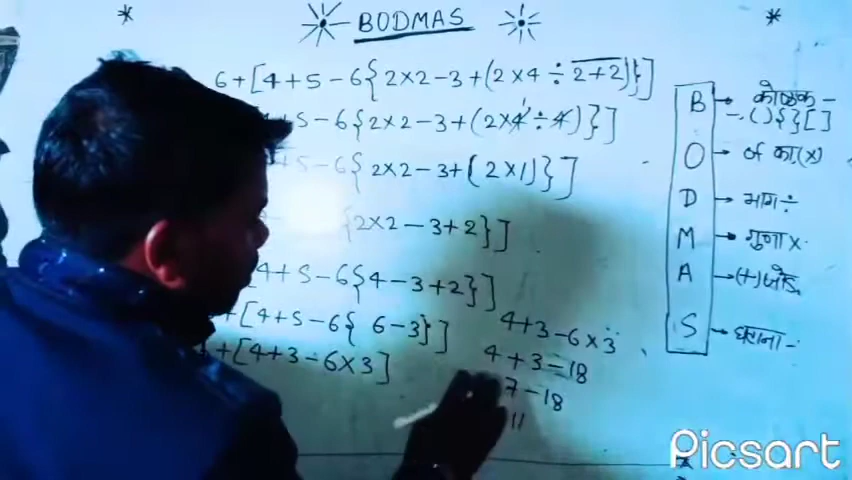 * BODMAS *
6+[4+5-6{2×2-3+(2×4÷2+2)}]
+5-6{2×2-3+(2×4÷4)}]
+5-6{2×2-3+(2×1)}]
{2×2-3+2}]
[4+5-6{4-3+2}]
+[4+5-6{6-3}]
+[4+3-6×3]
4+3-6×3
4+3=18
7-18
11
B → कोष्ठक -
-, () {} []
O → of का (×)
D → भाग ÷
M → गुणा ×
A → (+) जोड़
S → घटाना -
Picsart